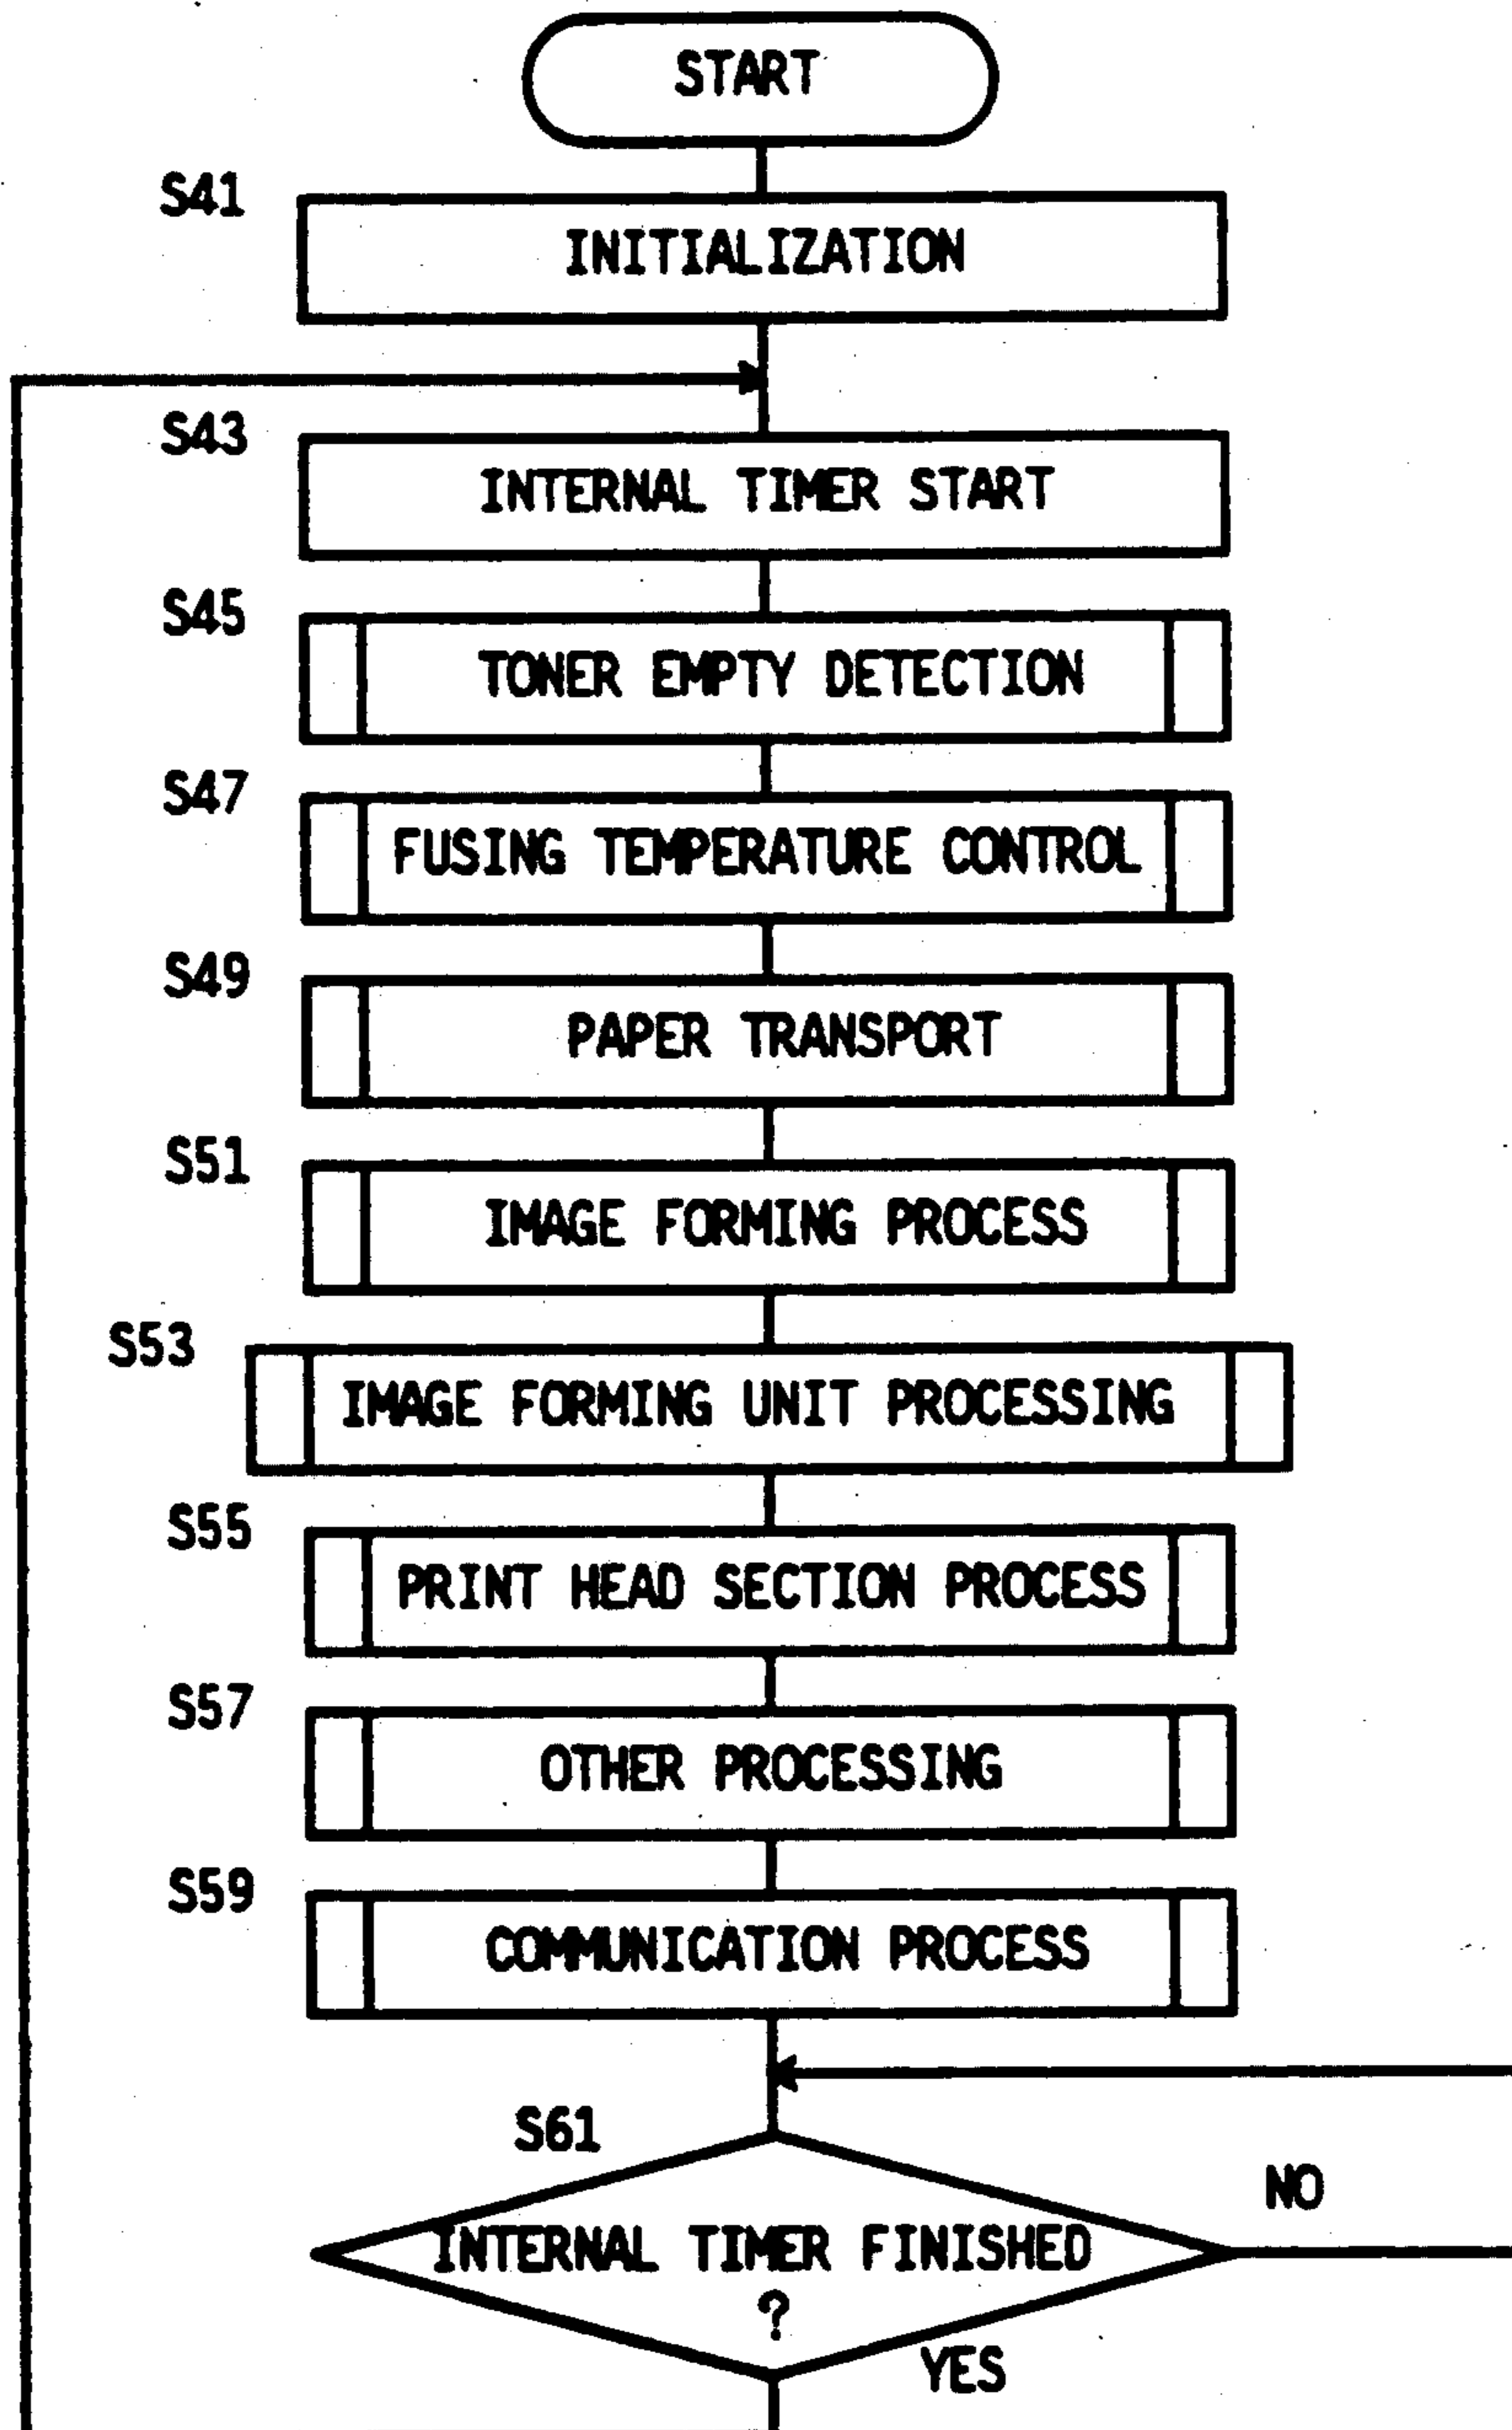 START
S41
INITIALIZATION
S43
INTERNAL TIMER START
S45
TONER EMPTY DETECTION
S47
FUSING TEMPERATURE CONTROL
S49
PAPER TRANSPORT
S51
IMAGE FORMING PROCESS
S53
IMAGE FORMING UNIT PROCESSING
S55
PRINT HEAD SECTION PROCESS
S57
OTHER PROCESSING
S59
COMMUNICATION PROCESS
S61
NO
INTERNAL TIMER FINISHED
?
YES